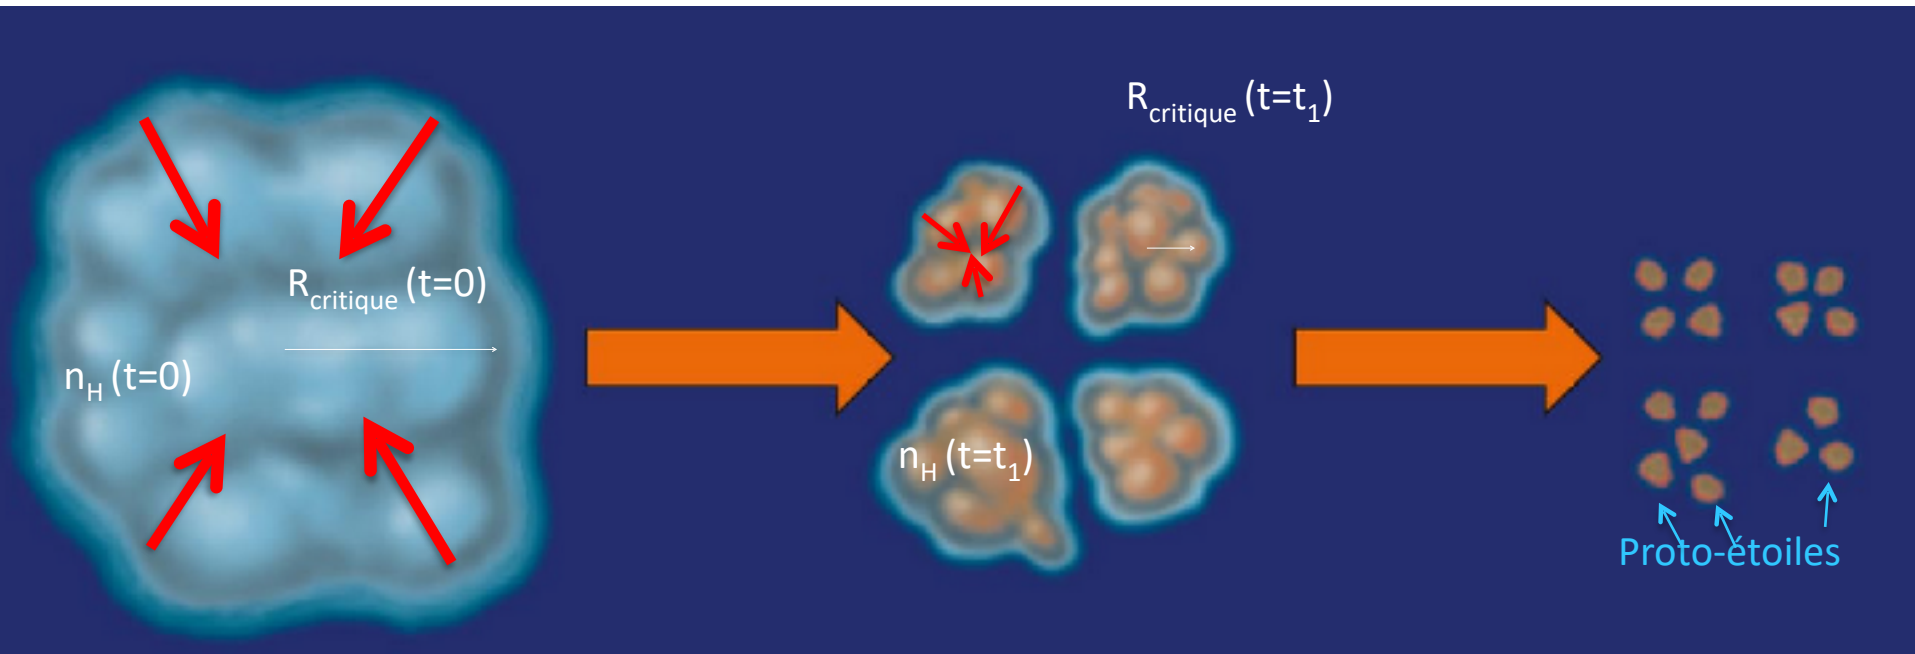 R_critique (t=0)
n_H (t=0)
R_critique (t=t_1)
n_H (t=t_1)
Proto-étoiles